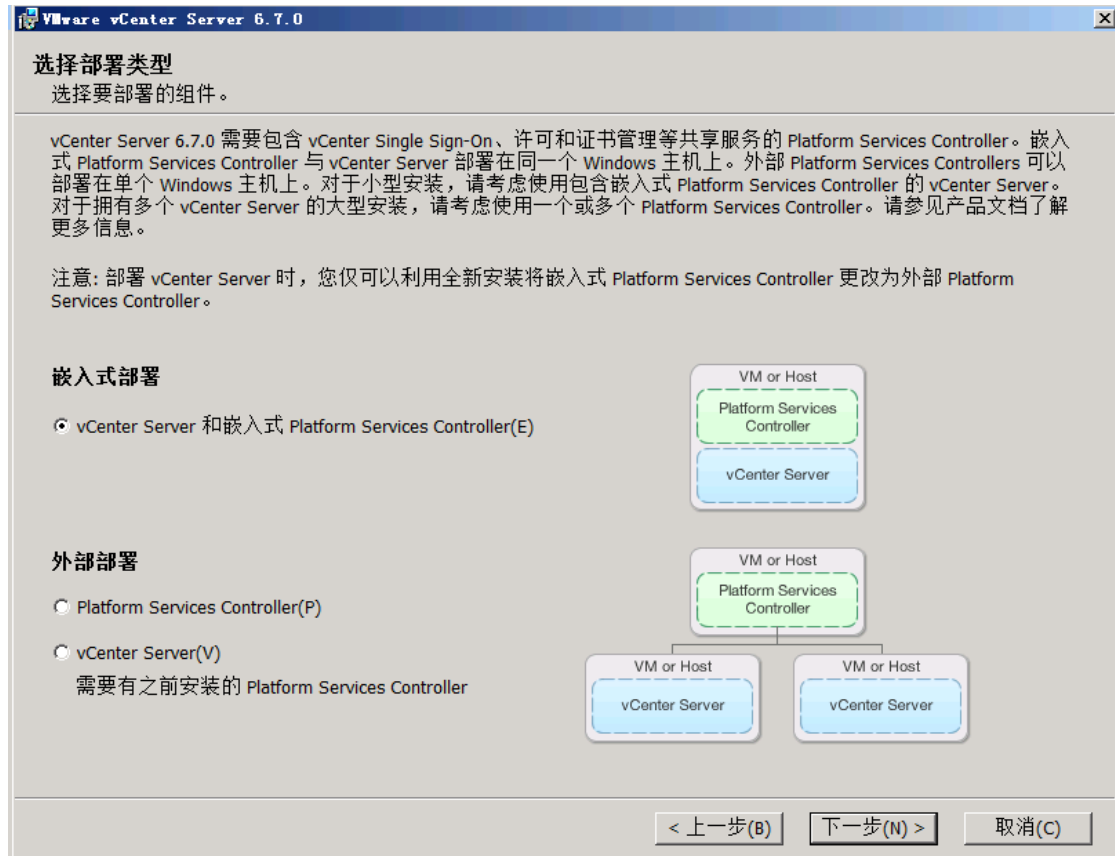 VMware vCenter Server 6.7.0
选择部署类型
选择要部署的组件。
vCenter Server 6.7.0 需要包含 vCenter Single Sign-On、许可和证书管理等共享服务的 Platform Services Controller。嵌入
式 Platform Services Controller 与 vCenter Server 部署在同一个 Windows 主机上。外部 Platform Services Controllers 可以
部署在单个 Windows 主机上。对于小型安装，请考虑使用包含嵌入式 Platform Services Controller 的 vCenter Server。
对于拥有多个 vCenter Server 的大型安装，请考虑使用一个或多个 Platform Services Controller。请参见产品文档了解
更多信息。
注意: 部署 vCenter Server 时，您仅可以利用全新安装将嵌入式 Platform Services Controller 更改为外部 Platform
Services Controller。
嵌入式部署
vCenter Server 和嵌入式 Platform Services Controller(E)
VM or Host
Platform Services
Controller
vCenter Server
外部部署
Platform Services Controller(P)
vCenter Server(V)
需要有之前安装的 Platform Services Controller
VM or Host
Platform Services
Controller
VM or Host
vCenter Server
VM or Host
vCenter Server
< 上一步(B)
下一步(N) >
取消(C)